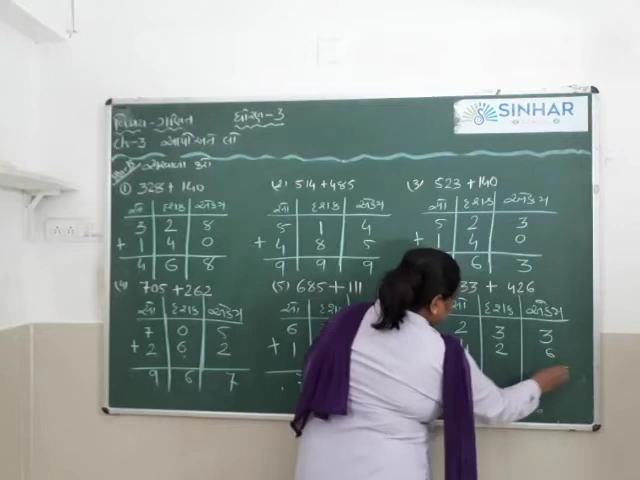 વિષય-ગણિત ધોરણ-3
SINHAR
Ch-3 આપો અને લો
(1) 328 + 140
સો દશક એકમ
3 2 8
+ 1 4 0
4 6 8
(2) 514 + 485
સો દશક એકમ
5 1 4
+ 4 8 5
9 9 9
(3) 523 + 140
સો દશક એકમ
5 2 3
+ 1 4 0
6 3
(4) 705 + 262
સો દશક એકમ
7 0 5
+ 2 6 2
9 6 7
(5) 685 + 111
સો
6
+ 1
33 + 426
સો દશક એકમ
2 3 3
2 6